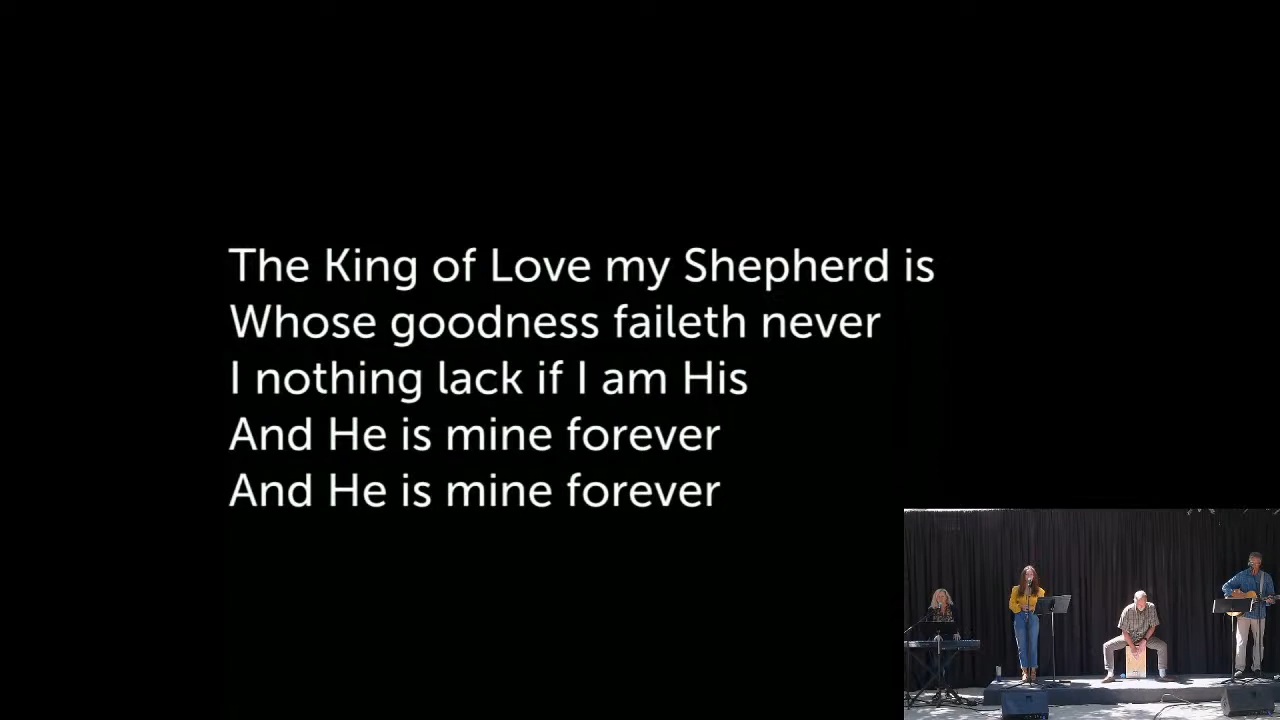 The King of Love my Shepherd is
Whose goodness faileth never
I nothing lack if I am His
And He is mine forever
And He is mine forever